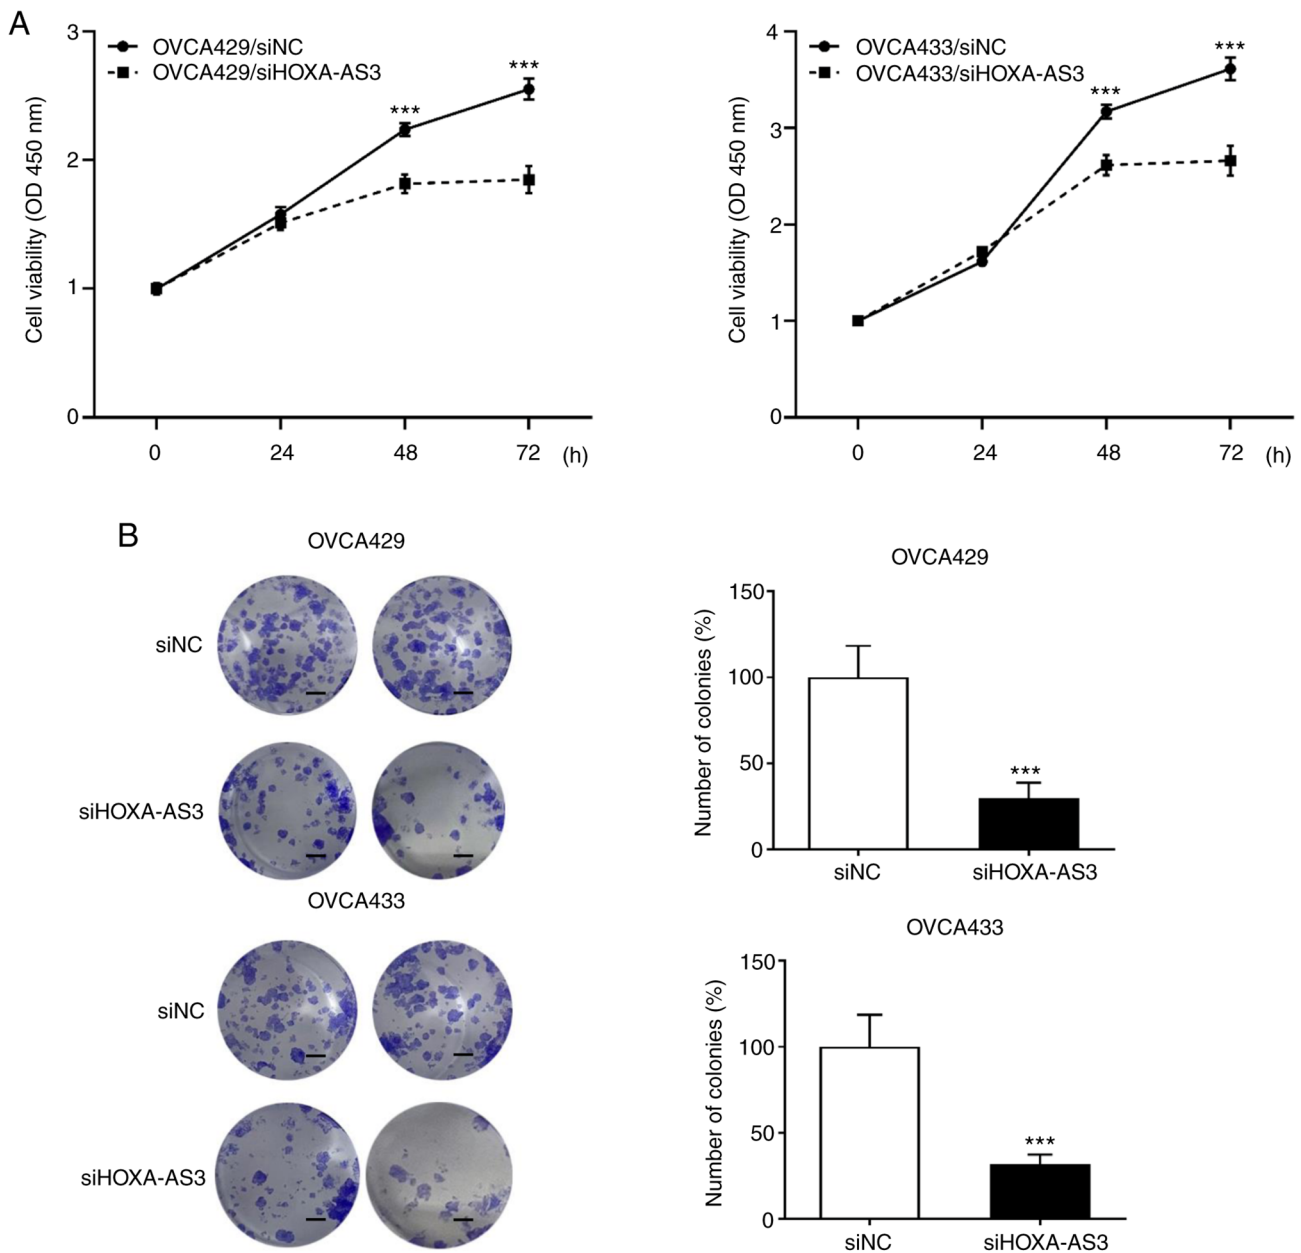 A
OVCA429/siNC
OVCA429/siHOXA-AS3
***
***
Cell viability (OD 450 nm)
3
2
1
0
0 24 48 72 (h)
OVCA433/siNC
OVCA433/siHOXA-AS3
***
***
Cell viability (OD 450 nm)
4
3
2
1
0
0 24 48 72 (h)
B
OVCA429
siNC
siHOXA-AS3
OVCA433
siNC
siHOXA-AS3
OVCA429
Number of colonies (%)
150
100
50
0
***
siNC siHOXA-AS3
OVCA433
Number of colonies (%)
150
100
50
0
***
siNC siHOXA-AS3